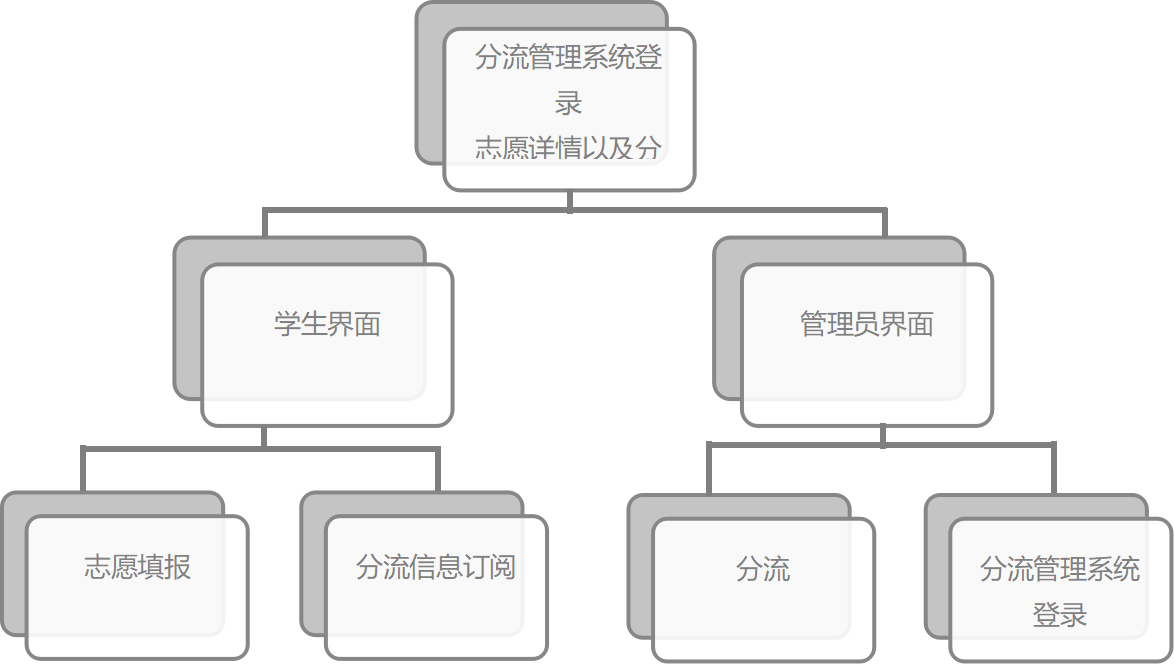 分流管理系统登
录
志愿详情以及分
学生界面
管理员界面
志愿填报
分流信息订阅
分流
分流管理系统
登录